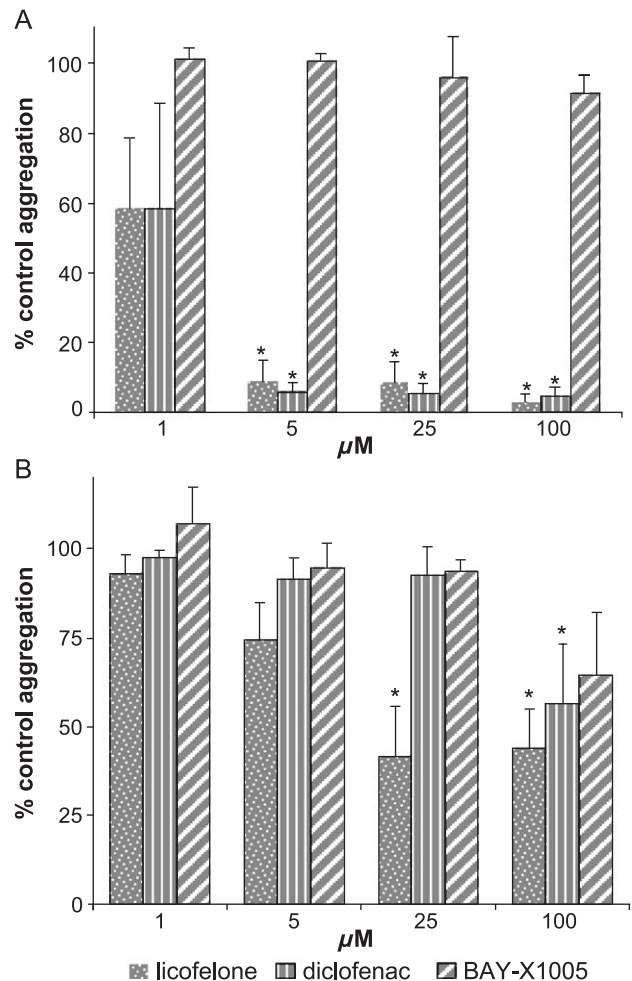 A
% control aggregation
100
80
60
40
20
0
* * * * * *
1 5 25 100
µM
B
% control aggregation
100
75
50
25
0
* * *
1 5 25 100
µM
licofelone diclofenac BAY-X1005